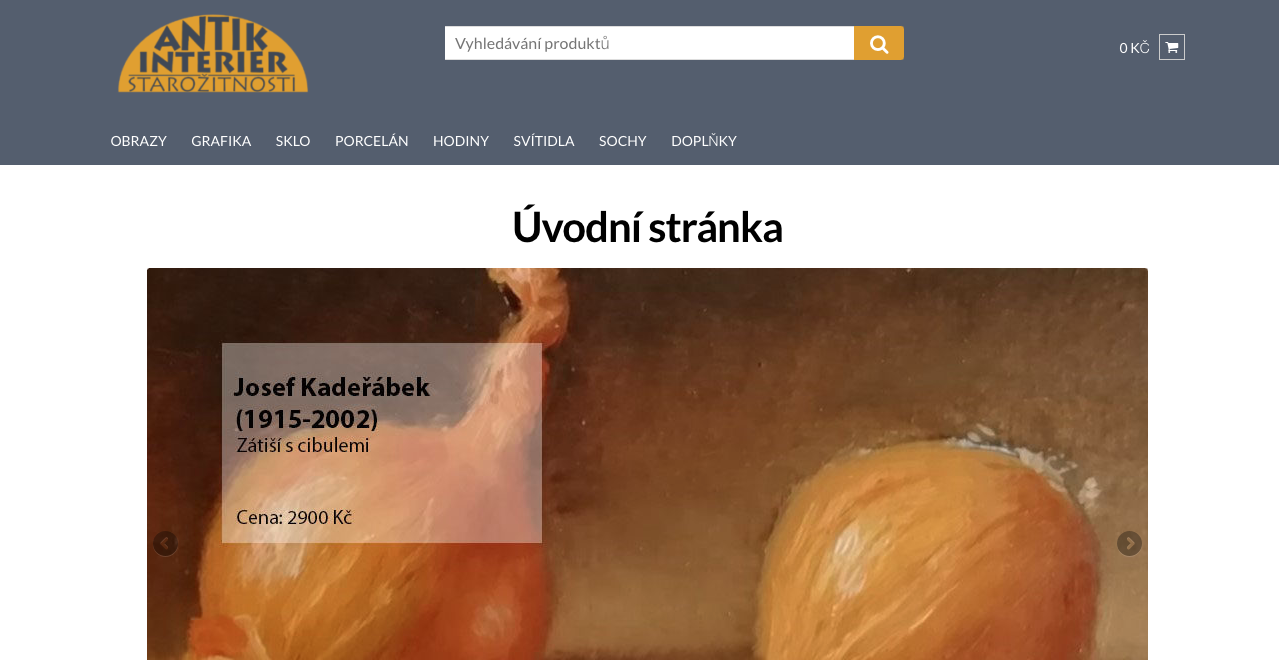 ANTIK
INTERIER
STAROŽITNOSTI
Vyhledávání produktů
0 KČ
OBRAZY GRAFIKA SKLO PORCELÁN HODINY SVÍTIDLA SOCHY DOPLŇKY
Úvodní stránka
Josef Kadeřábek
(1915-2002)
Zátiší s cibulemi
Cena: 2900 Kč